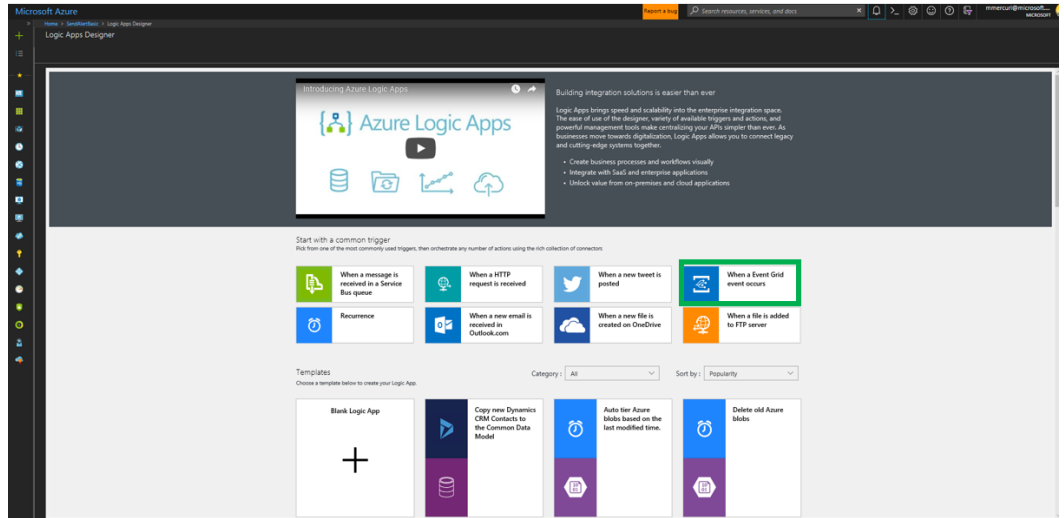 Microsoft Azure
Report a bug
Search resources, services, and docs
mmercuri@microsoft....
MICROSOFT
Home > SendAlertBasic > Logic Apps Designer
Logic Apps Designer
Introducing Azure Logic Apps
Azure Logic Apps
Building integration solutions is easier than ever
Logic Apps brings speed and scalability into the enterprise integration space.
The ease of use of the designer, variety of available triggers and actions, and
powerful management tools make centralizing your APIs simpler than ever. As
businesses move towards digitalization, Logic Apps allows you to connect legacy
and cutting-edge systems together.
• Create business processes and workflows visually
• Integrate with SaaS and enterprise applications
• Unlock value from on-premises and cloud applications
Start with a common trigger
Pick from one of the most commonly used triggers, then orchestrate any number of actions using the rich collection of connectors
When a message is
received in a Service
Bus queue
When a HTTP
request is received
When a new tweet is
posted
When a Event Grid
event occurs
Recurrence
When a new email is
received in
Outlook.com
When a new file is
created on OneDrive
When a file is added
to FTP server
Templates
Choose a template below to create your Logic App.
Category : All
Sort by : Popularity
Blank Logic App
Copy new Dynamics
CRM Contacts to
the Common Data
Model
Auto tier Azure
blobs based on the
last modified time.
Delete old Azure
blobs